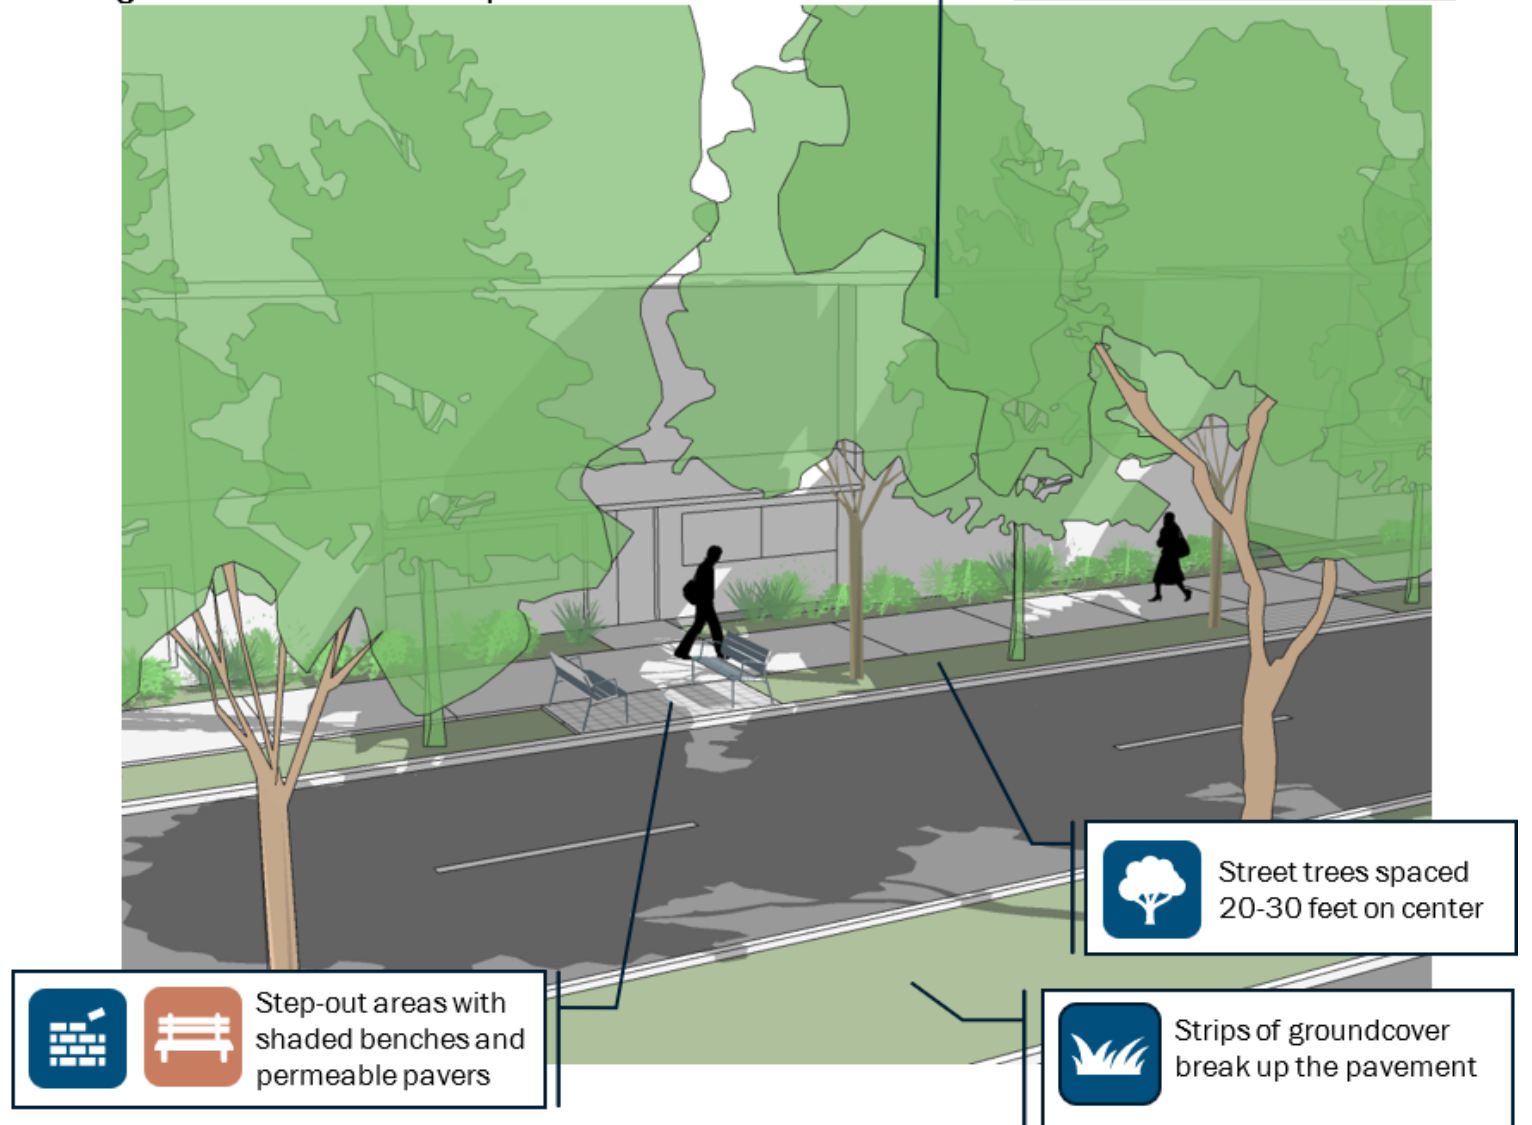 Street trees spaced
20-30 feet on center
Step-out areas with
shaded benches and
permeable pavers
Strips of groundcover
break up the pavement